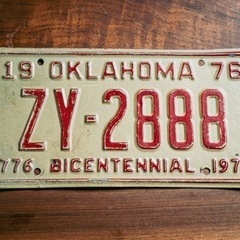 19 OKLAHOMA 76
ZY-2888
776. BICENTENNIAL. 197